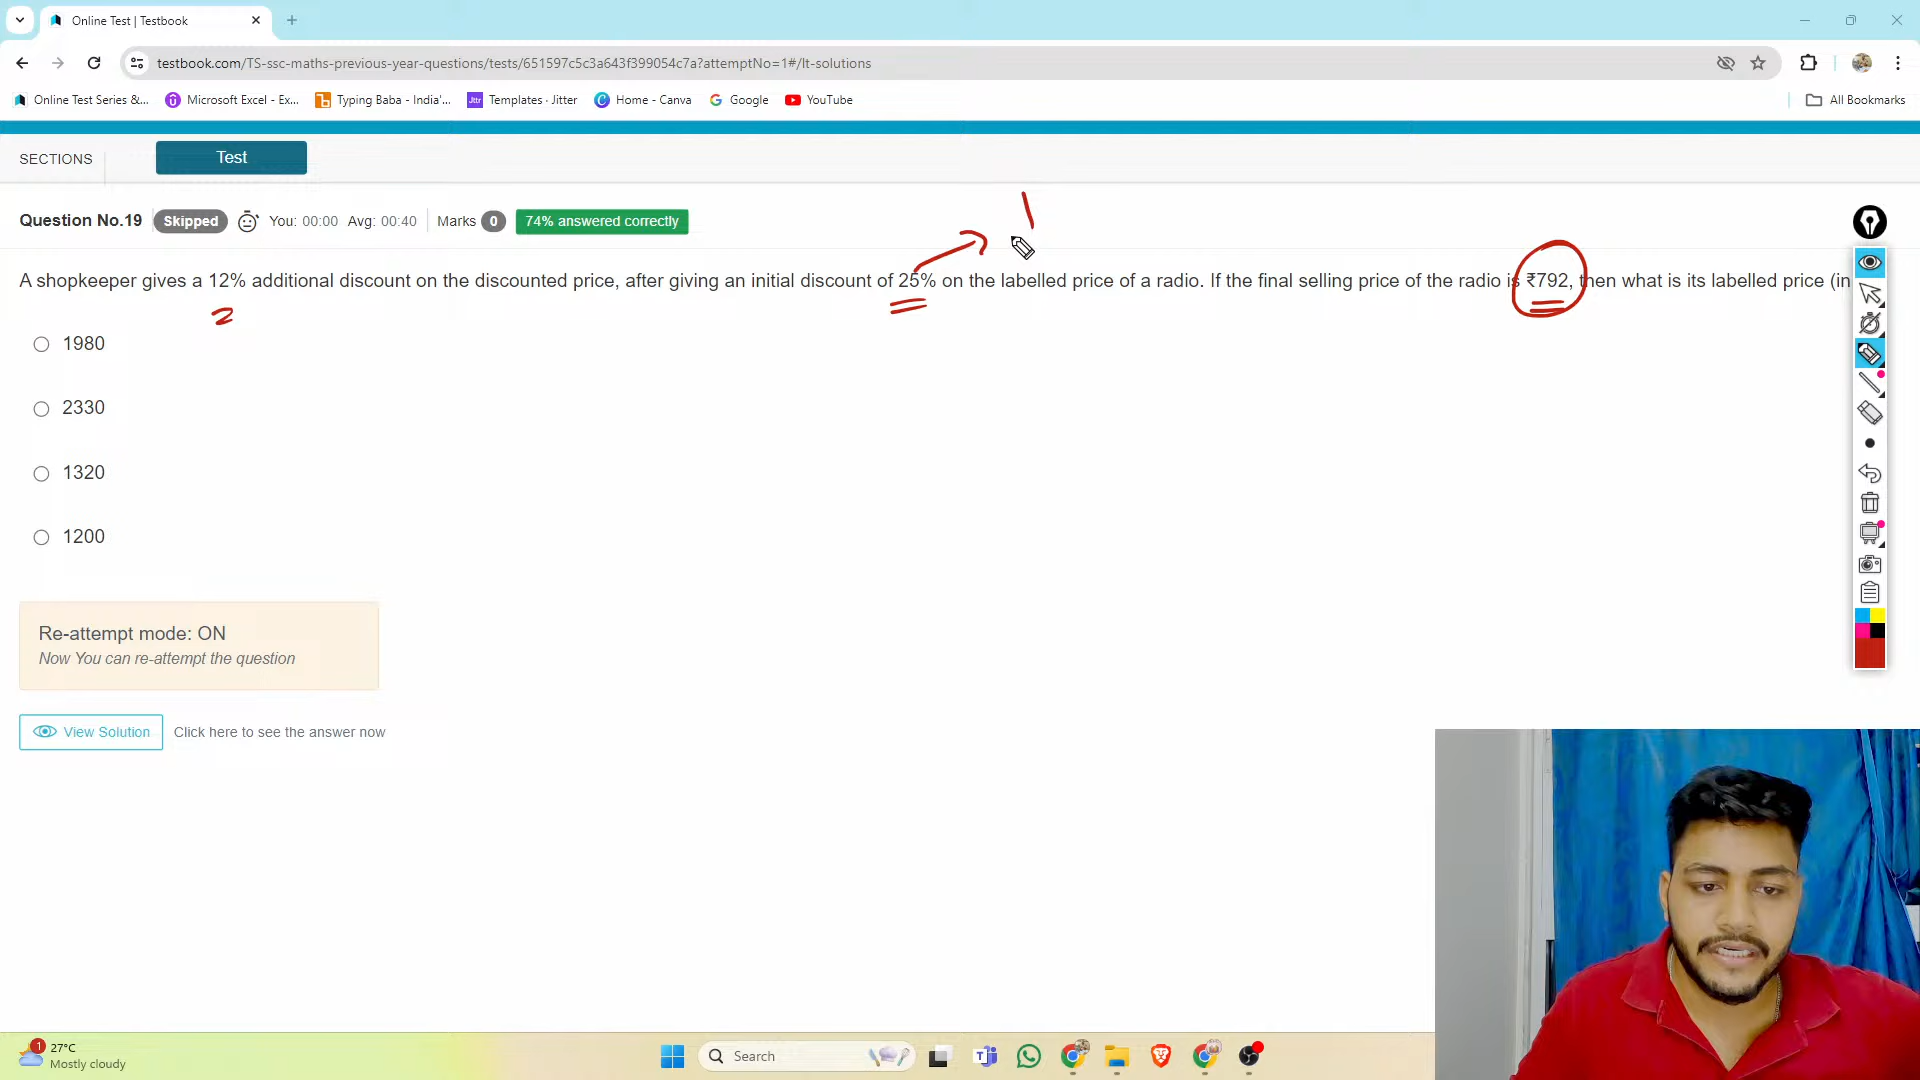 Online Test | Testbook
testbook.com/TS-ssc-maths-previous-year-questions/tests/651597c5c3a643f399054c7a?attemptNo=1#/lt-solutions
Online Test Series &... Microsoft Excel - Ex... Typing Baba - India'... Jttr Templates · Jitter Home - Canva Google YouTube All Bookmarks
SECTIONS Test
1
Question No.19 Skipped You: 00:00 Avg: 00:40 Marks 0 74% answered correctly
A shopkeeper gives a 12% additional discount on the discounted price, after giving an initial discount of 25% on the labelled price of a radio. If the final selling price of the radio is ₹792, then what is its labelled price (in
1980
2330
1320
1200
Re-attempt mode: ON
Now You can re-attempt the question
View Solution Click here to see the answer now
1 27°C
Mostly cloudy
Search